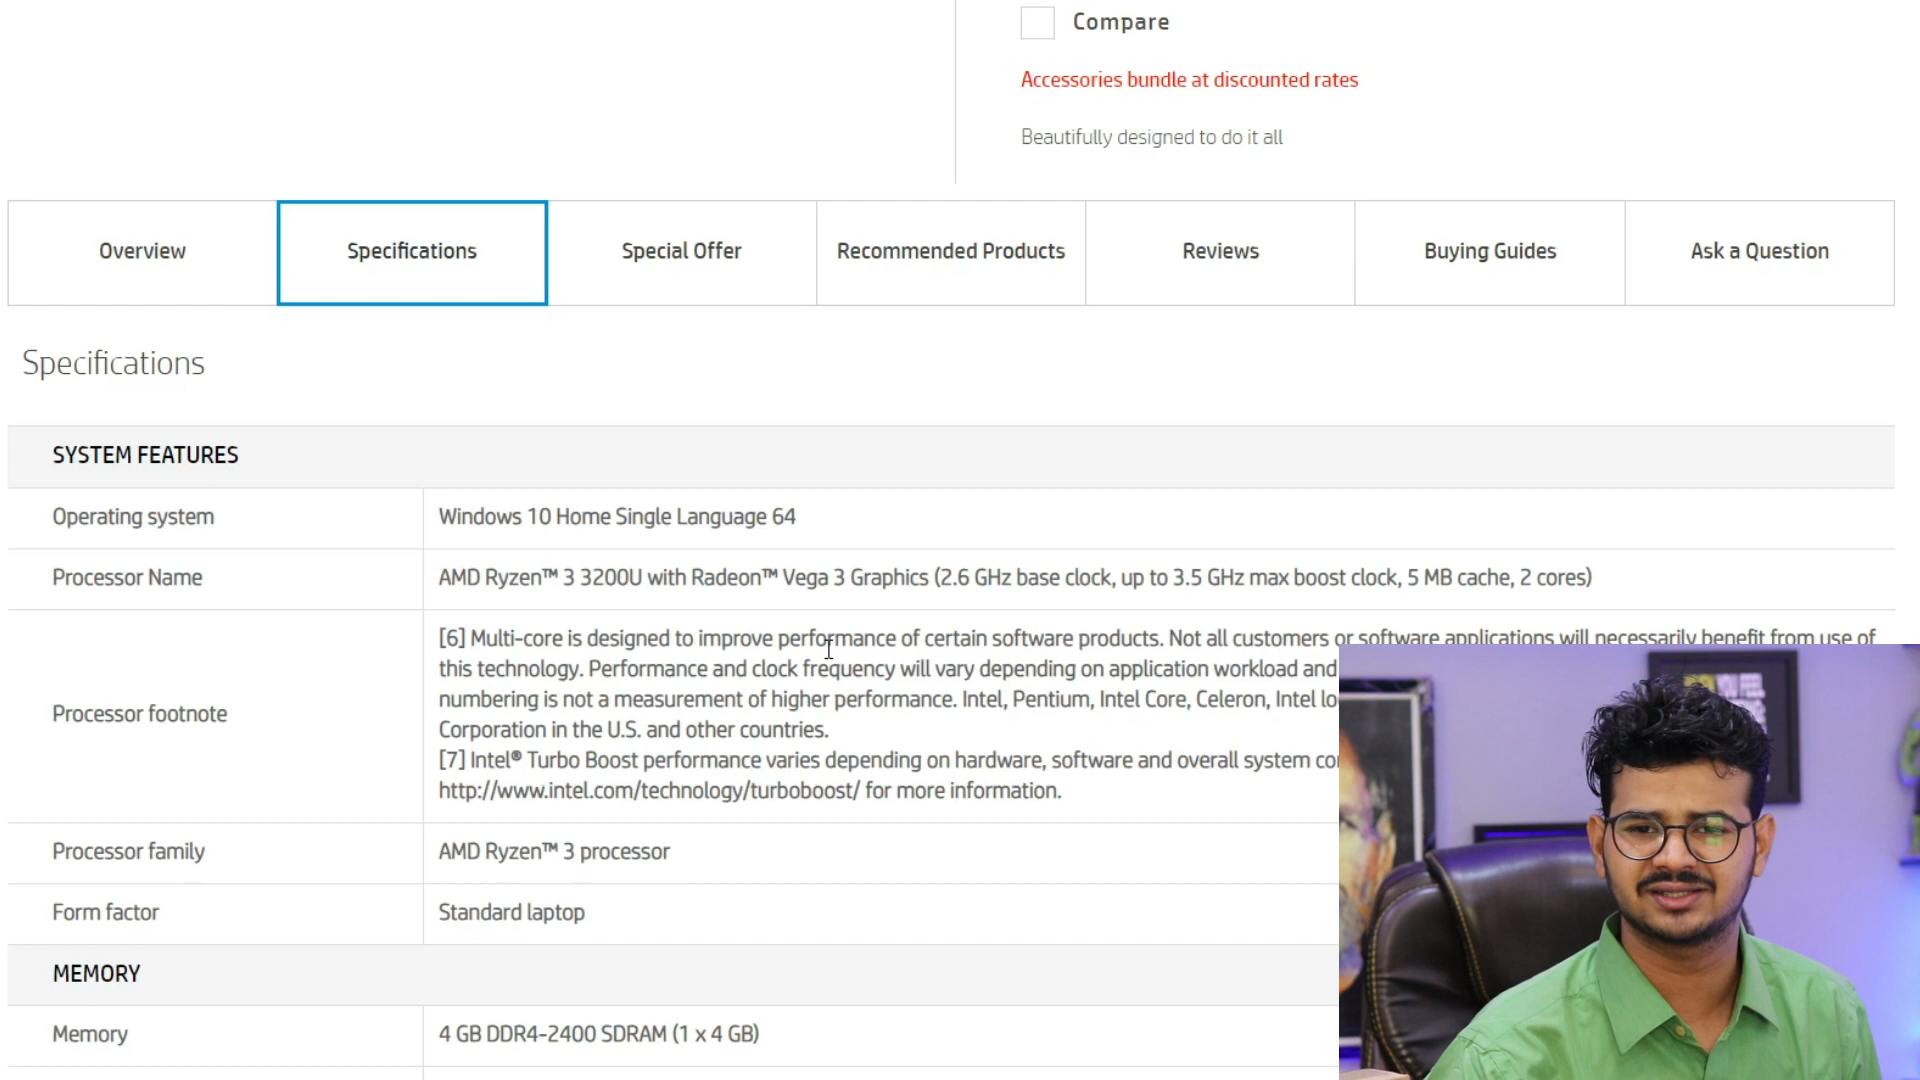 Compare
Accessories bundle at discounted rates
Beautifully designed to do it all
Overview
Specifications
Special Offer
Recommended Products
Reviews
Buying Guides
Ask a Question
Specifications
SYSTEM FEATURES
Operating system
Windows 10 Home Single Language 64
Processor Name
AMD Ryzen™ 3 3200U with Radeon™ Vega 3 Graphics (2.6 GHz base clock, up to 3.5 GHz max boost clock, 5 MB cache, 2 cores)
Processor footnote
[6] Multi-core is designed to improve performance of certain software products. Not all customers or software applications will necessarily benefit from use of
this technology. Performance and clock frequency will vary depending on application workload and
numbering is not a measurement of higher performance. Intel, Pentium, Intel Core, Celeron, Intel
Corporation in the U.S. and other countries.
[7] Intel® Turbo Boost performance varies depending on hardware, software and overall system
http://www.intel.com/technology/turboboost/ for more information.
Processor family
AMD Ryzen™ 3 processor
Form factor
Standard laptop
MEMORY
Memory
4 GB DDR4-2400 SDRAM (1 x 4 GB)